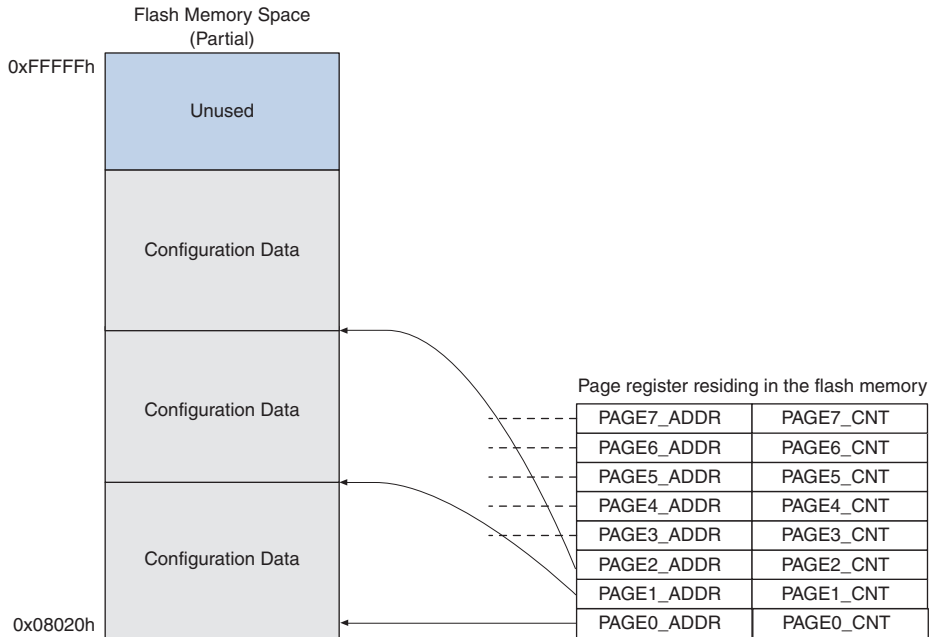 Flash Memory Space
(Partial)
0xFFFFFh
Unused
Configuration Data
Configuration Data
Configuration Data
0x08020h
Page register residing in the flash memory
PAGE7_ADDR PAGE7_CNT
PAGE6_ADDR PAGE6_CNT
PAGE5_ADDR PAGE5_CNT
PAGE4_ADDR PAGE4_CNT
PAGE3_ADDR PAGE3_CNT
PAGE2_ADDR PAGE2_CNT
PAGE1_ADDR PAGE1_CNT
PAGE0_ADDR PAGE0_CNT